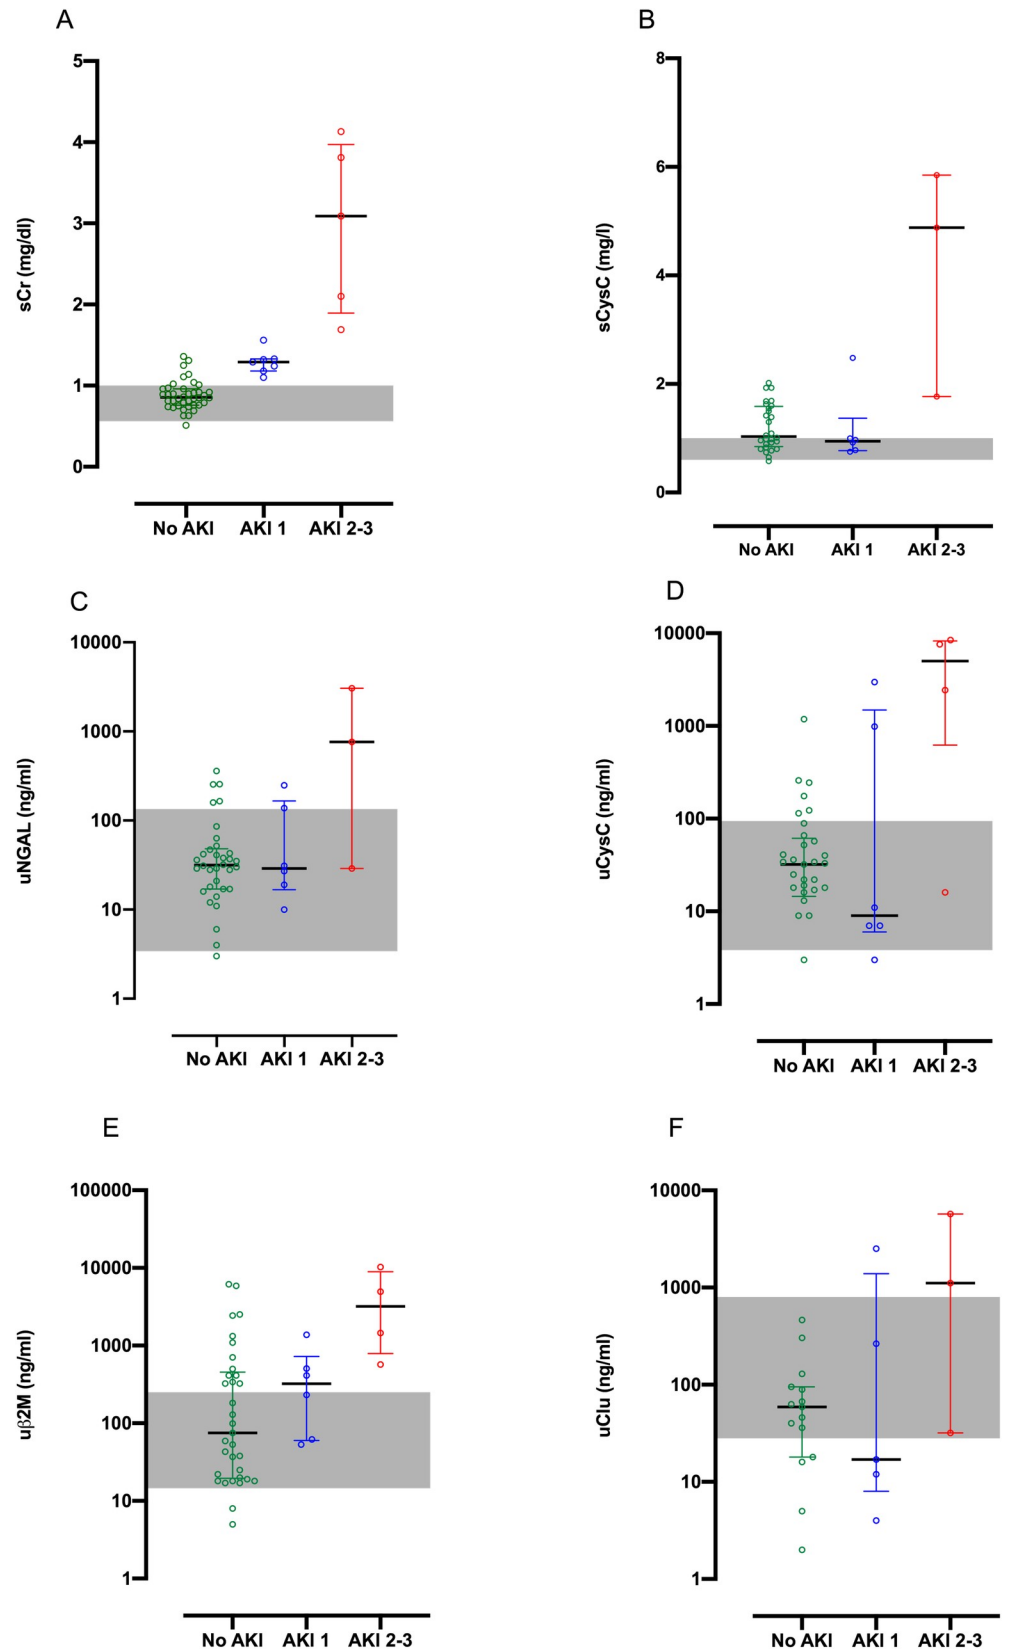 A
5
4
3
2
1
0
sCr (mg/dl)
No AKI AKI 1 AKI 2-3
B
8
6
4
2
0
sCysC (mg/l)
No AKI AKI 1 AKI 2-3
C
10000
1000
100
10
1
uNGAL (ng/ml)
No AKI AKI 1 AKI 2-3
D
10000
1000
100
10
1
uCysC (ng/ml)
No AKI AKI 1 AKI 2-3
E
100000
10000
1000
100
10
1
uβ2M (ng/ml)
No AKI AKI 1 AKI 2-3
F
10000
1000
100
10
1
uClu (ng/ml)
No AKI AKI 1 AKI 2-3